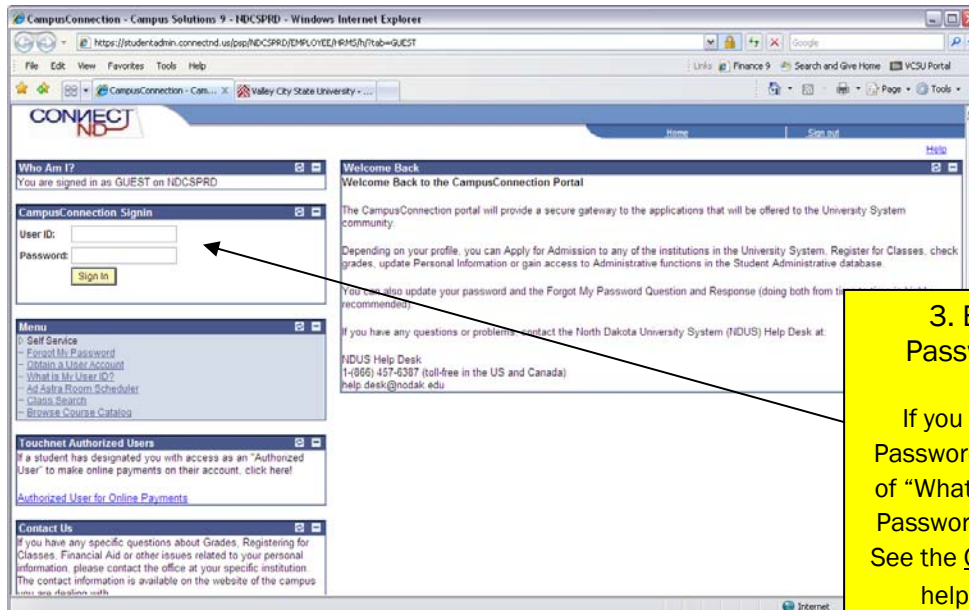 CampusConnection - Campus Solutions 9 - NDCSPRD - Windows Internet Explorer
https://studentadmin.connectnd.us/psp/NDCSPRD/EMPLOYEE/HRMS/h/?tab=GUEST
Google
File Edit View Favorites Tools Help
Links Finance 9 Search and Give Home VCSU Portal
CampusConnection - Cam... Valley City State University - ...
Page Tools
CONNECT
ND
Home Sign out
Help
Who Am I?
You are signed in as GUEST on NDCSPRD
CampusConnection Signin
User ID:
Password:
Sign In
Menu
Self Service
Forgot My Password
Obtain a User Account
What is My User ID?
Ad Astra Room Scheduler
Class Search
Browse Course Catalog
Touchnet Authorized Users
If a student has designated you with access as an "Authorized
User" to make online payments on their account, click here!
Authorized User for Online Payments
Contact Us
If you have any specific questions about Grades, Registering for
Classes, Financial Aid or other issues related to your personal
information, please contact the office at your specific institution.
The contact information is available on the website of the campus
you are dealing with.
Welcome Back
Welcome Back to the CampusConnection Portal
The CampusConnection portal will provide a secure gateway to the applications that will be offered to the University System
community.
Depending on your profile, you can Apply for Admission to any of the institutions in the University System, Register for Classes, check
grades, update Personal Information or gain access to Administrative functions in the Student Administrative database.
You can also update your password and the Forgot My Password Question and Response (doing both from
recommended)
If you have any questions or problems, contact the North Dakota University System (NDUS) Help Desk at:
NDUS Help Desk
1-(866) 457-6387 (toll-free in the US and Canada)
help.desk@nodak.edu
3.
If you
of "What
See the
help
Internet